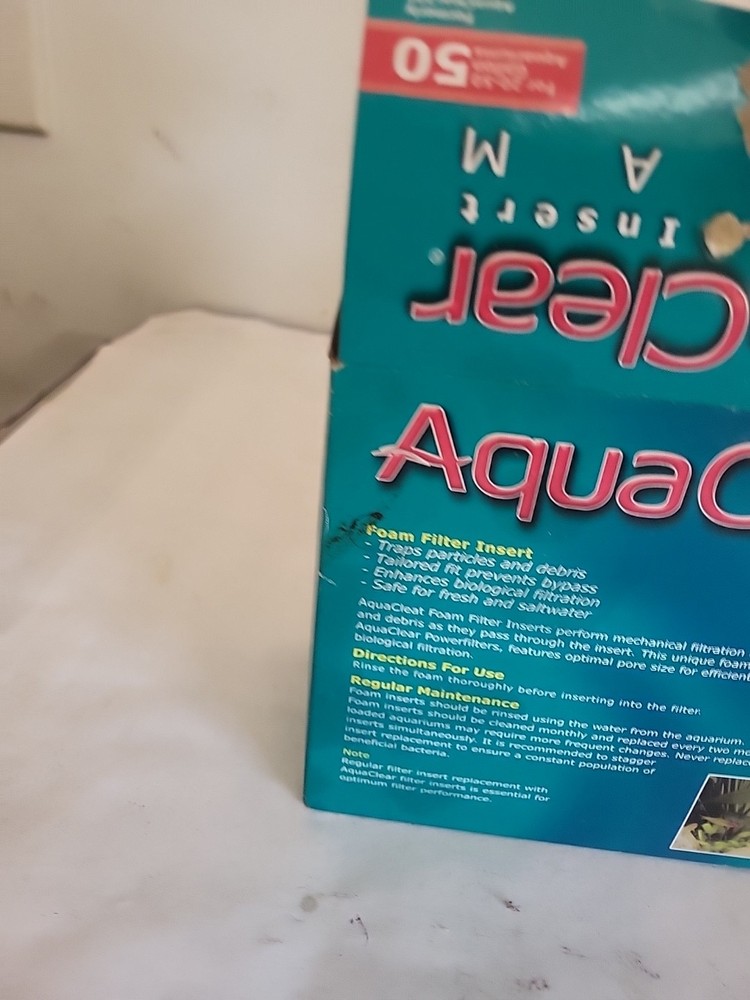 50
A M
Insert
Clear®
AquaC
Foam Filter Insert
- Traps particles and debris
- Tailored fit prevents bypass
- Enhances biological filtration
- Safe for fresh and saltwater
AquaCleat Foam Filter Inserts perform mechanical filtration
and debris as they pass through the insert. This unique foam
AquaClear Powerfilters, features optimal pore size for efficient
biological filtration.
Directions For Use
Rinse the foam thoroughly before inserting into the filter.
Regular Maintenance
Foam inserts should be rinsed using the water from the aquarium.
Foam inserts should be cleaned monthly and replaced every two mo
loaded aquariums may require more frequent changes. Never replac
inserts simultaneously. It is recommended to stagger
insert replacement to ensure a constant population of
beneficial bacteria.
Note
Regular filter insert replacement with
AquaClear filter inserts is essential for
optimum filter performance.